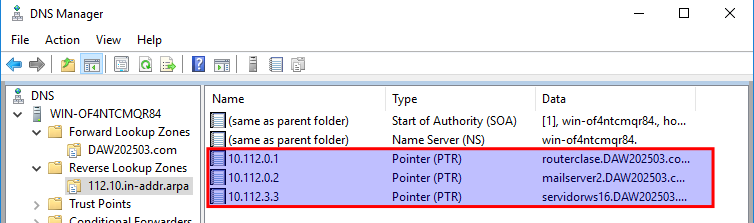 DNS Manager
File Action View Help
DNS
WIN-OF4NTCMQR84
Forward Lookup Zones
DAW202503.com
Reverse Lookup Zones
112.10.in-addr.arpa
Trust Points
Conditional Forwarders
Name Type Data
(same as parent folder) Start of Authority (SOA) [1], win-of4ntcmqr84., ho...
(same as parent folder) Name Server (NS) win-of4ntcmqr84.
10.112.0.1 Pointer (PTR) routerclase.DAW202503.co...
10.112.0.2 Pointer (PTR) mailserver2.DAW202503.c...
10.112.3.3 Pointer (PTR) servidorws16.DAW202503....